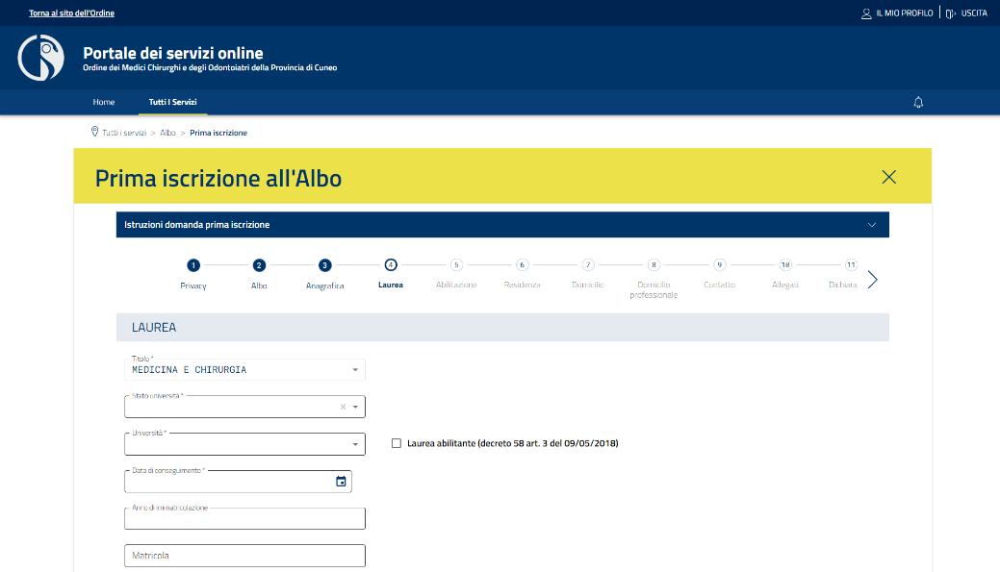 Torna al sito dell'Ordine
IL MIO PROFILO
USCITA
Portale dei servizi online
Ordine dei Medici Chirurghi e degli Odontoiatri della Provincia di Cuneo
Home
Tutti I Servizi
Tutti i servizi > Albo > Prima iscrizione
Prima iscrizione all'Albo
Istruzioni domanda prima iscrizione
1 2 3 4 5 6 7 8 9 10 11
Privacy Albo Anagrafica Laurea Abilitazione Residenza Domicilio Domicilio professionale Contatto Allegati Dichiara
LAUREA
Titolo *
MEDICINA E CHIRURGIA
Stato università *
Università *
Laurea abilitante (decreto 58 art. 3 del 09/05/2018)
Data di conseguimento *
Anno di immatricolazione
Matricola